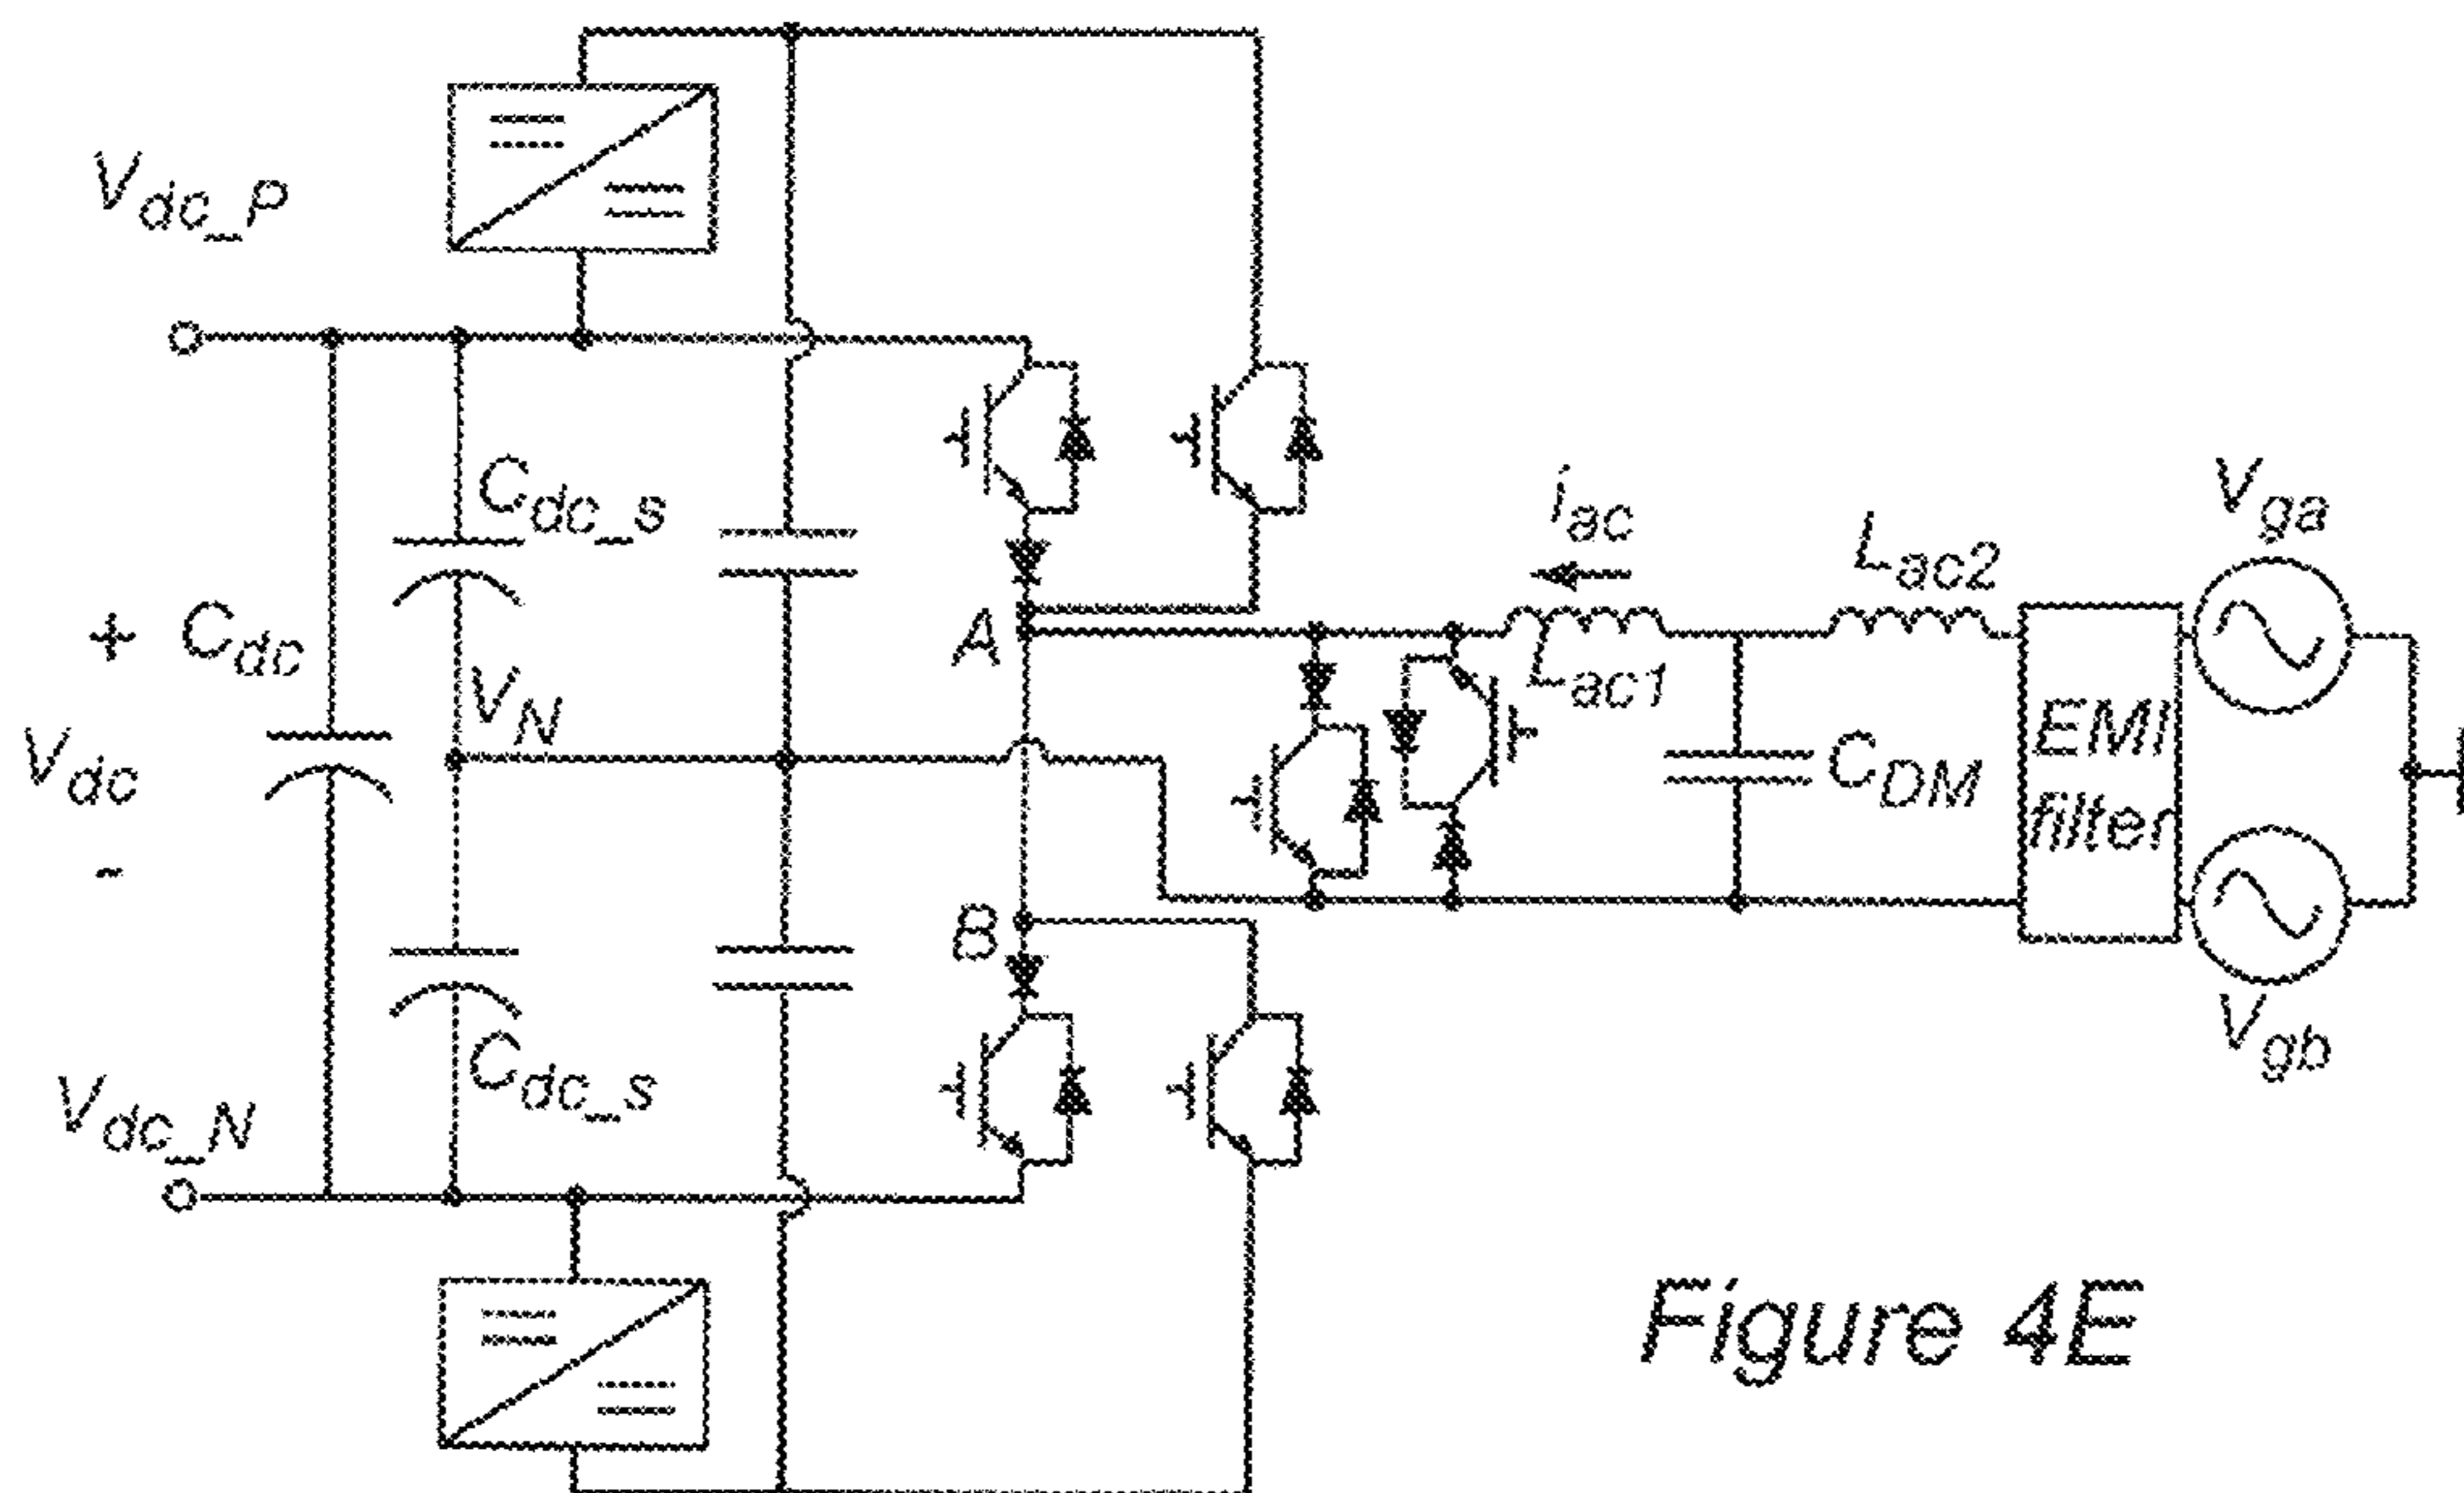 V_dc_P
C_dc_s
+
C_dc
V_N
V_dc
-
V_dc_N
C_dc_s
A
B
i_ac
L_ac1
L_ac2
C_DM
EMI
filter
V_ga
V_gb
Figure 4E